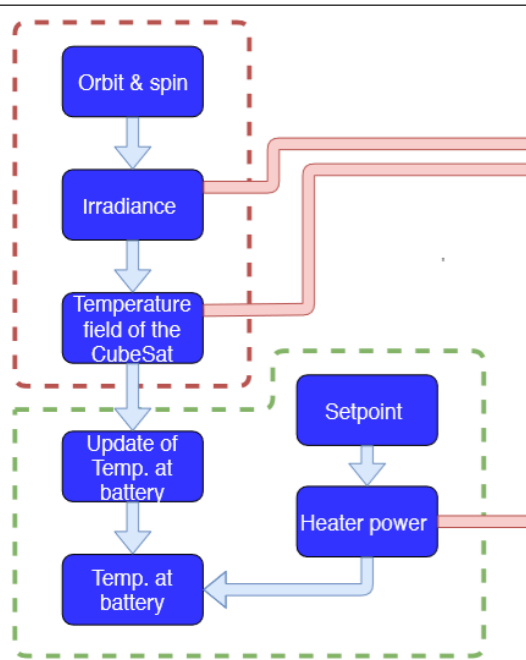 Orbit & spin
Irradiance
Temperature
field of the
CubeSat
Update of
Temp. at
battery
Temp. at
battery
Setpoint
Heater power